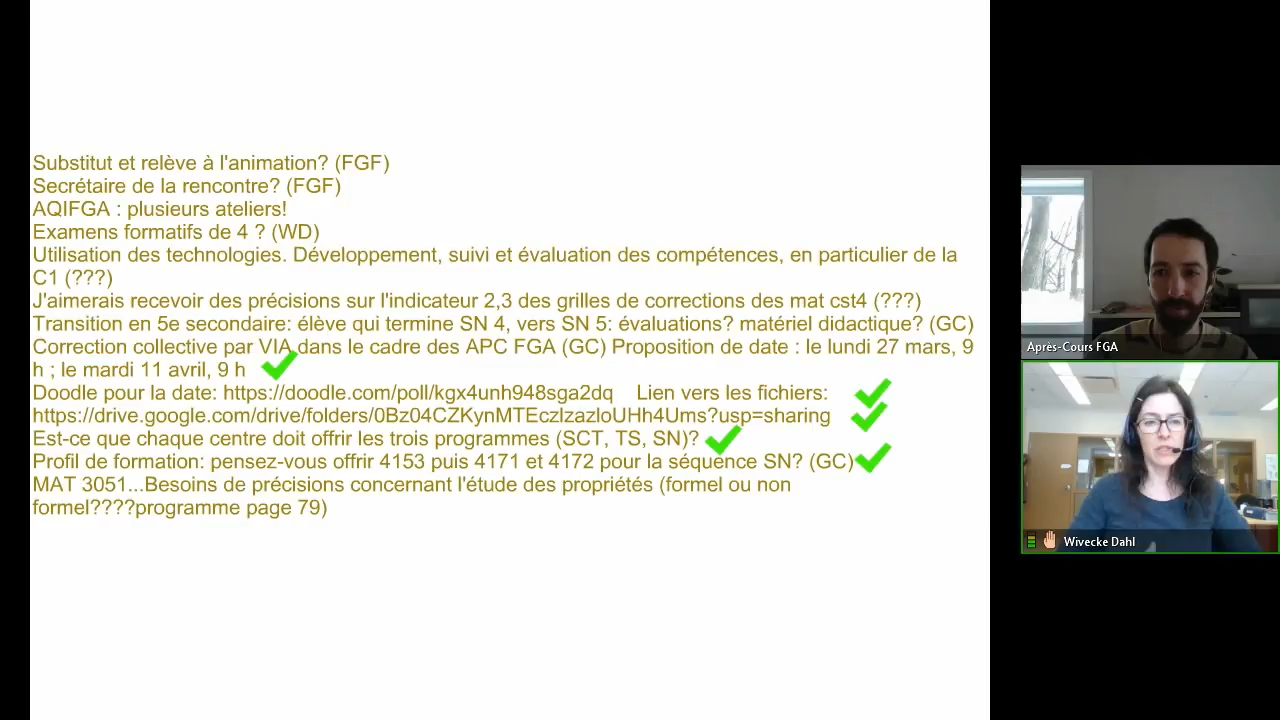 Substitut et relève à l'animation? (FGF)
Secrétaire de la rencontre? (FGF)
AQIFGA : plusieurs ateliers!
Examens formatifs de 4 ? (WD)
Utilisation des technologies. Développement, suivi et évaluation des compétences, en particulier de la
C1 (???)
J'aimerais recevoir des précisions sur l'indicateur 2,3 des grilles de corrections des mat cst4 (???)
Transition en 5e secondaire: élève qui termine SN 4, vers SN 5: évaluations? matériel didactique? (GC)
Correction collective par VIA dans le cadre des APC FGA (GC) Proposition de date : le lundi 27 mars, 9
h ; le mardi 11 avril, 9 h
Doodle pour la date: https://doodle.com/poll/kgx4unh948sga2dq Lien vers les fichiers:
https://drive.google.com/drive/folders/0Bz04CZKynMTEczIzazloUHh4Ums?usp=sharing
Est-ce que chaque centre doit offrir les trois programmes (SCT, TS, SN)?
Profil de formation: pensez-vous offrir 4153 puis 4171 et 4172 pour la séquence SN? (GC)
MAT 3051...Besoins de précisions concernant l'étude des propriétés (formel ou non
formel????programme page 79)
Après-Cours FGA
Wivecke Dahl